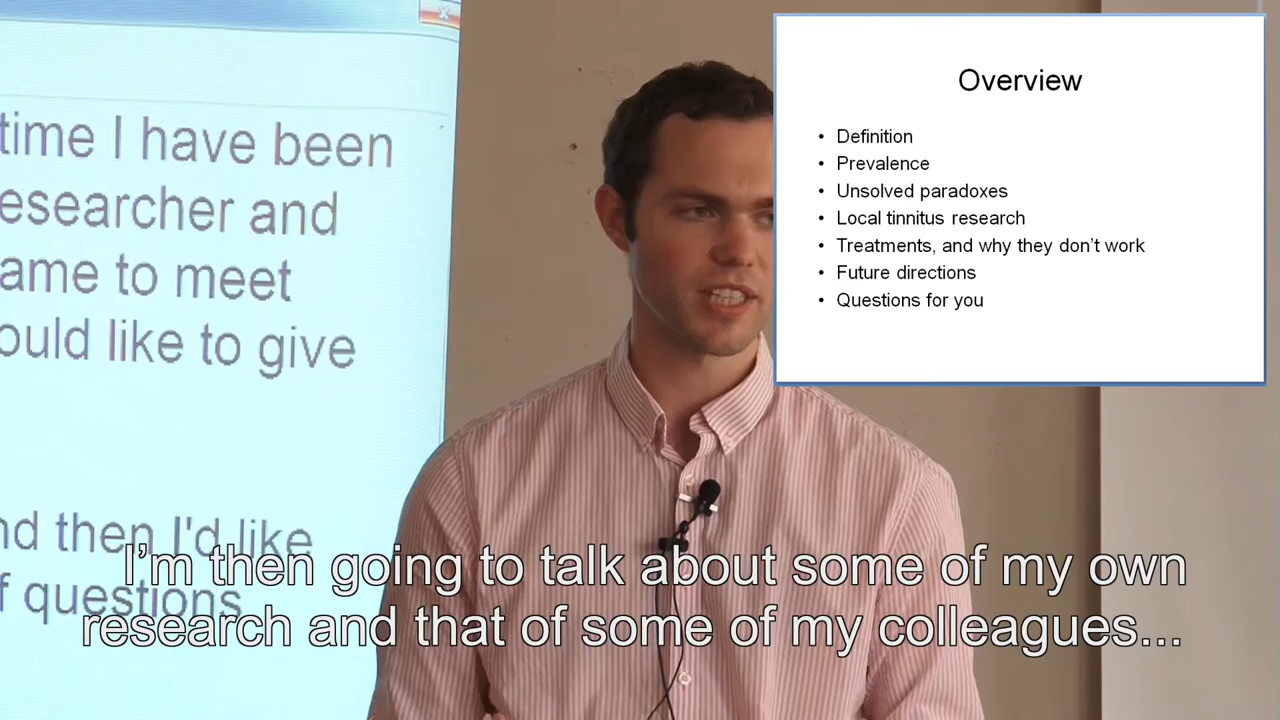 time I have been
esearcher and
ame to meet
ould like to give
nd then I'd like
f questions
Overview
• Definition
• Prevalence
• Unsolved paradoxes
• Local tinnitus research
• Treatments, and why they don't work
• Future directions
• Questions for you
I'm then going to talk about some of my own
research and that of some of my colleagues...